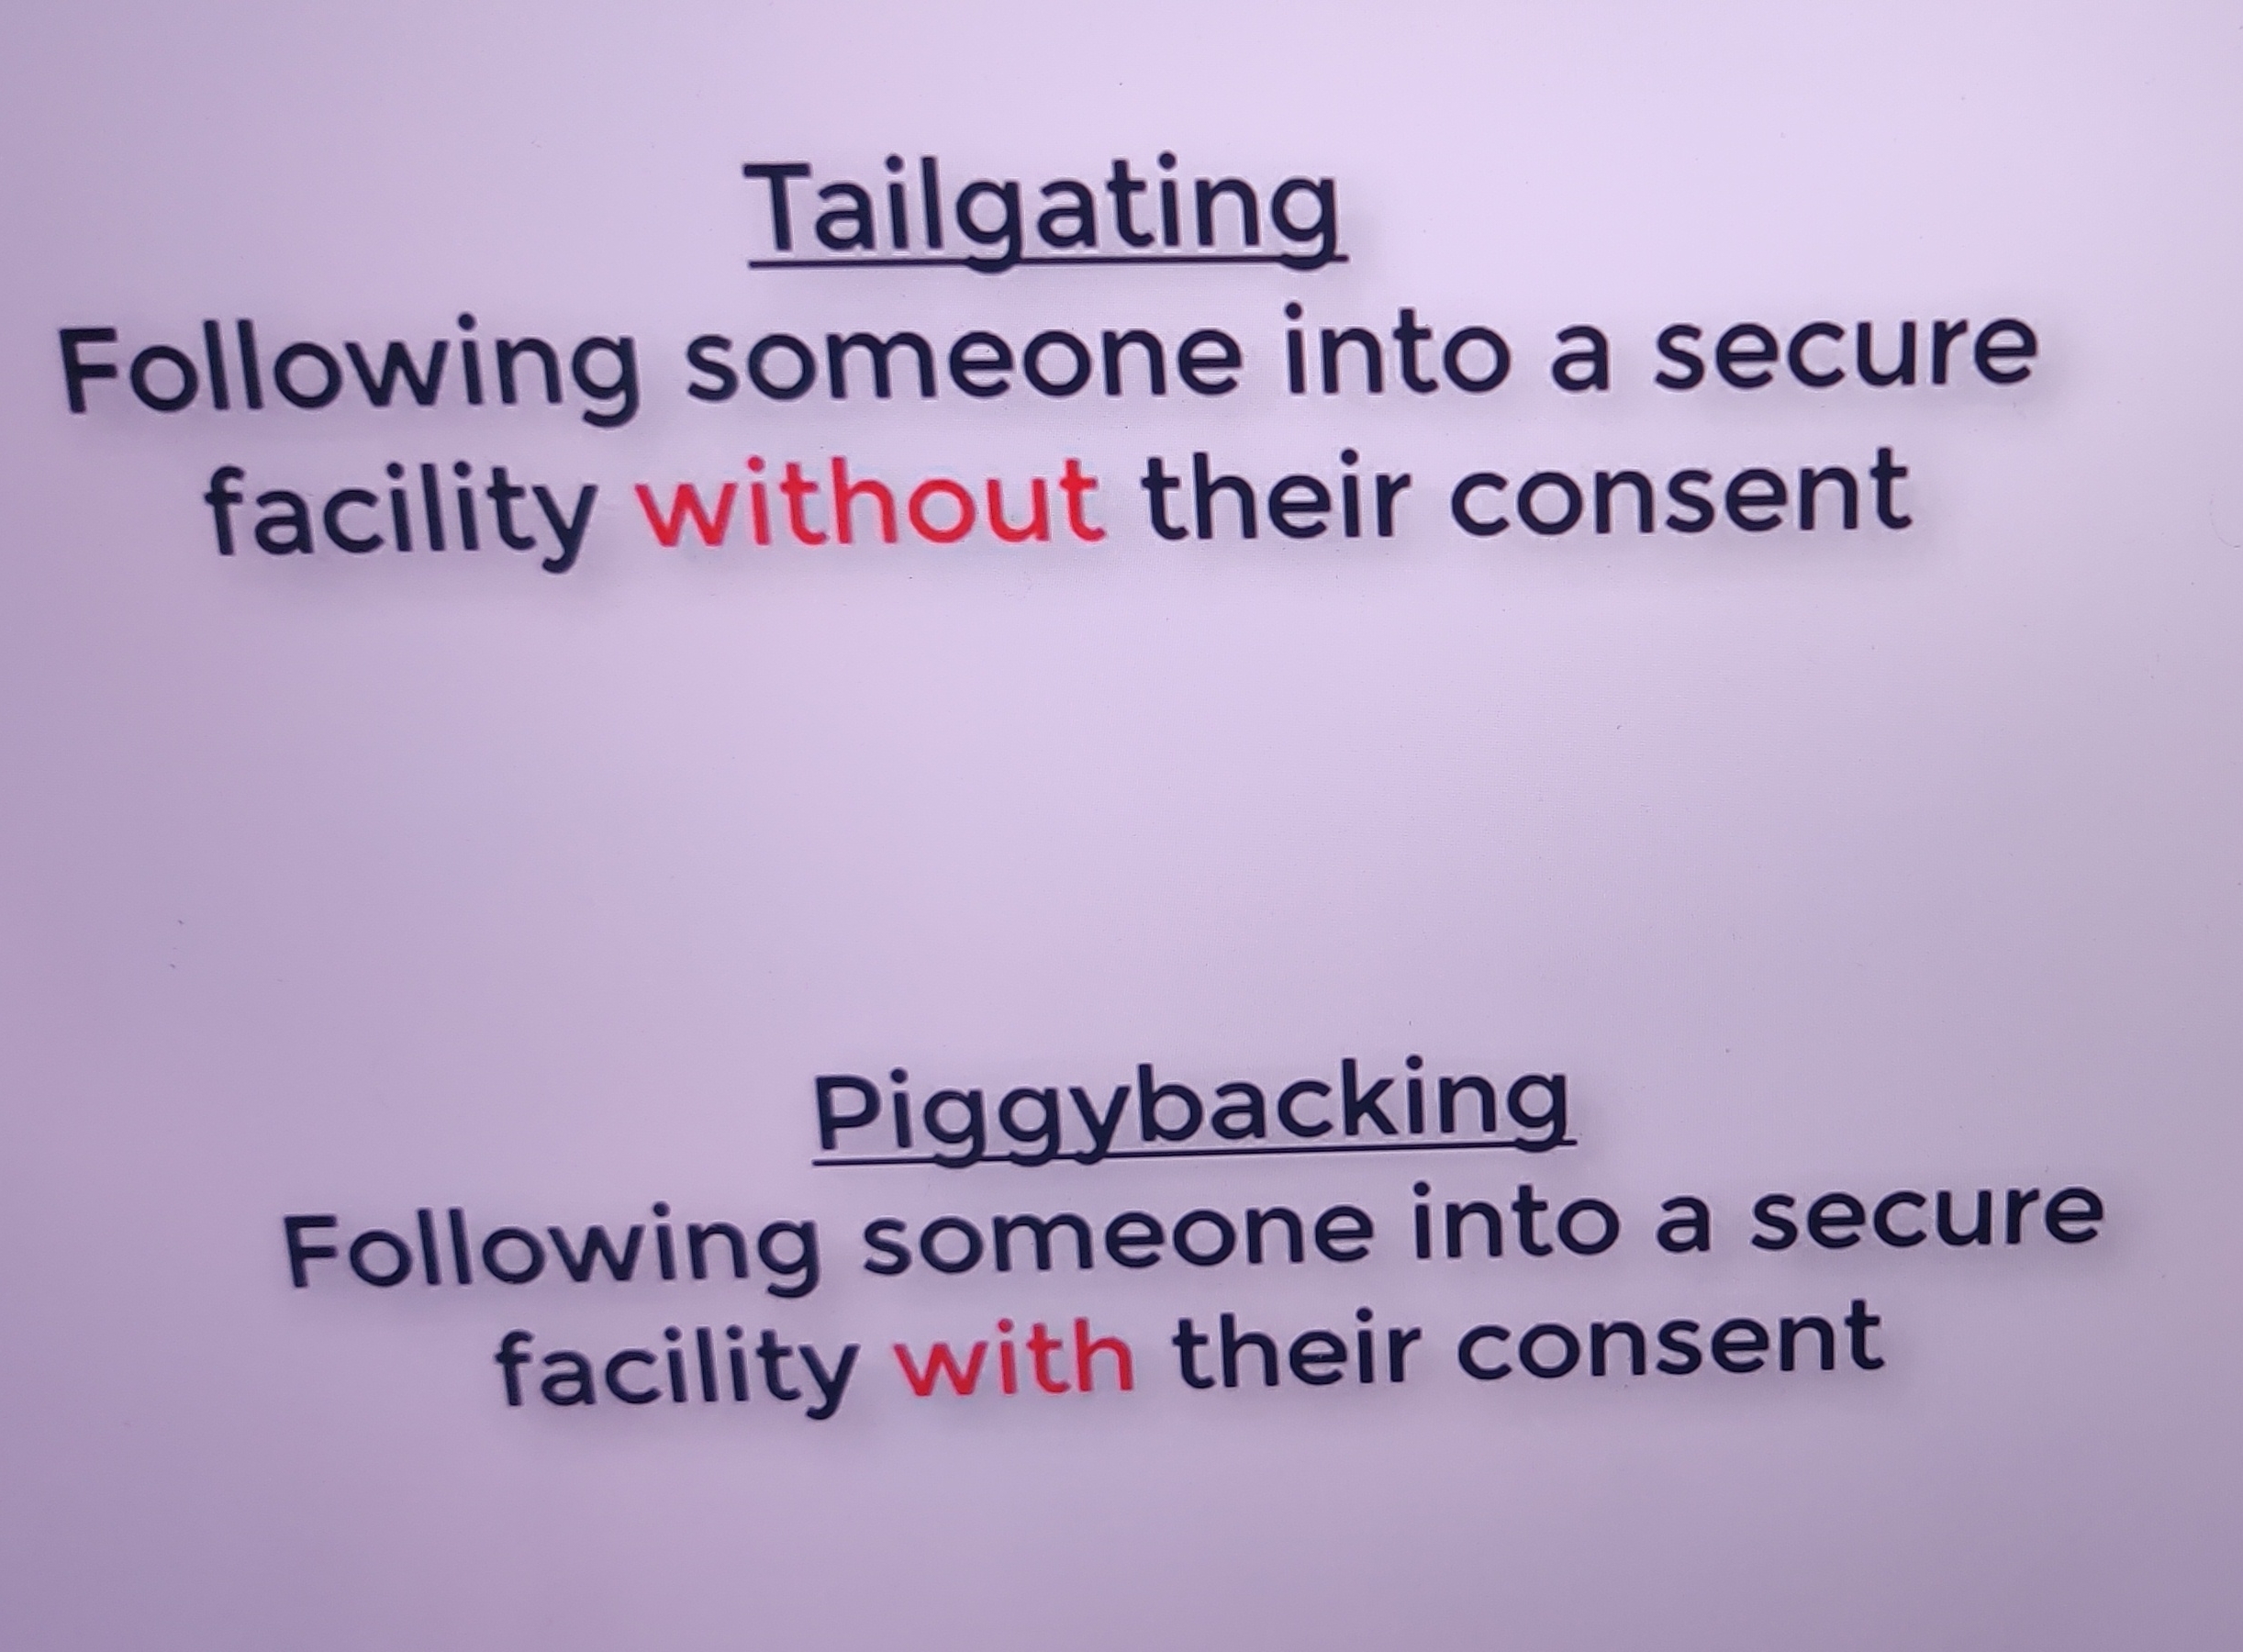 Tailgating
Following someone into a secure
facility without their consent
Piggybacking
Following someone into a secure
facility with their consent